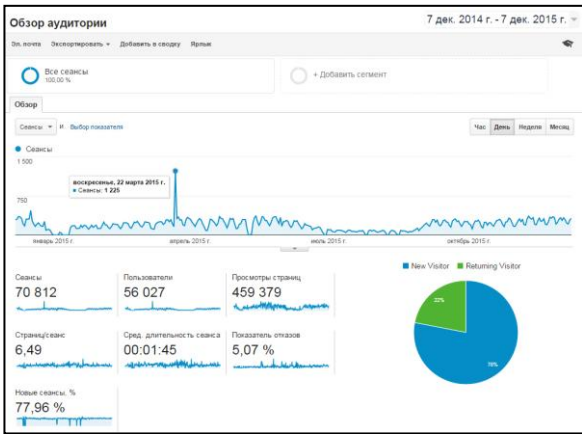 Обзор аудитории
7 дек. 2014 г. - 7 дек. 2015 г.
Эл. почта Экспортировать Добавить в сводку Ярлык
Все сеансы
100,00 %
+ Добавить сегмент
Обзор
Сеансы И Выбор показателя
Час День Неделя Месяц
Сеансы
1 500
воскресенье, 22 марта 2015 г.
Сеансы: 1 225
750
январь 2015 г. апрель 2015 г. июль 2015 г. октябрь 2015 г.
New Visitor Returning Visitor
Сеансы
70 812
Пользователи
56 027
Просмотры страниц
459 379
22%
78%
Страниц/сеанс
6,49
Сред. длительность сеанса
00:01:45
Показатель отказов
5,07 %
Новые сеансы, %
77,96 %